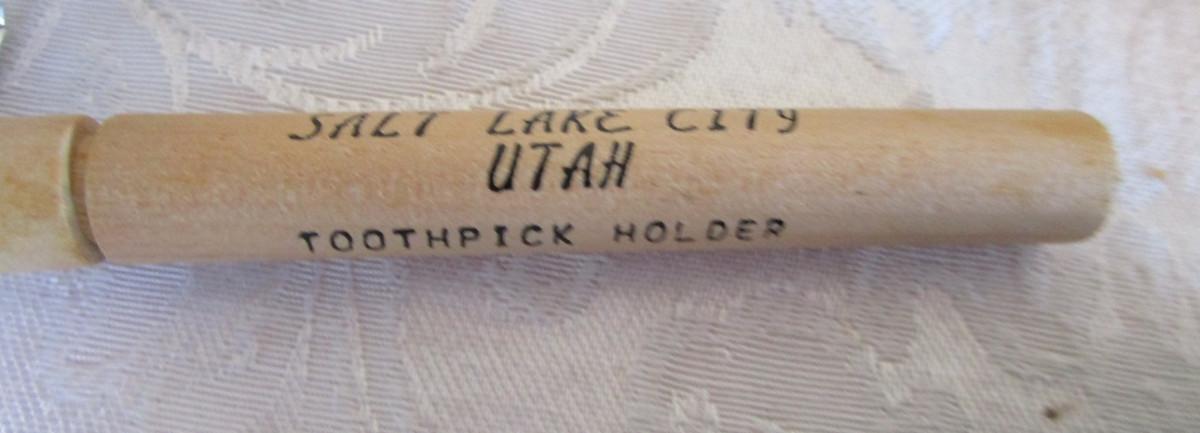 SALT LAKE CITY
UTAH
TOOTHPICK HOLDER